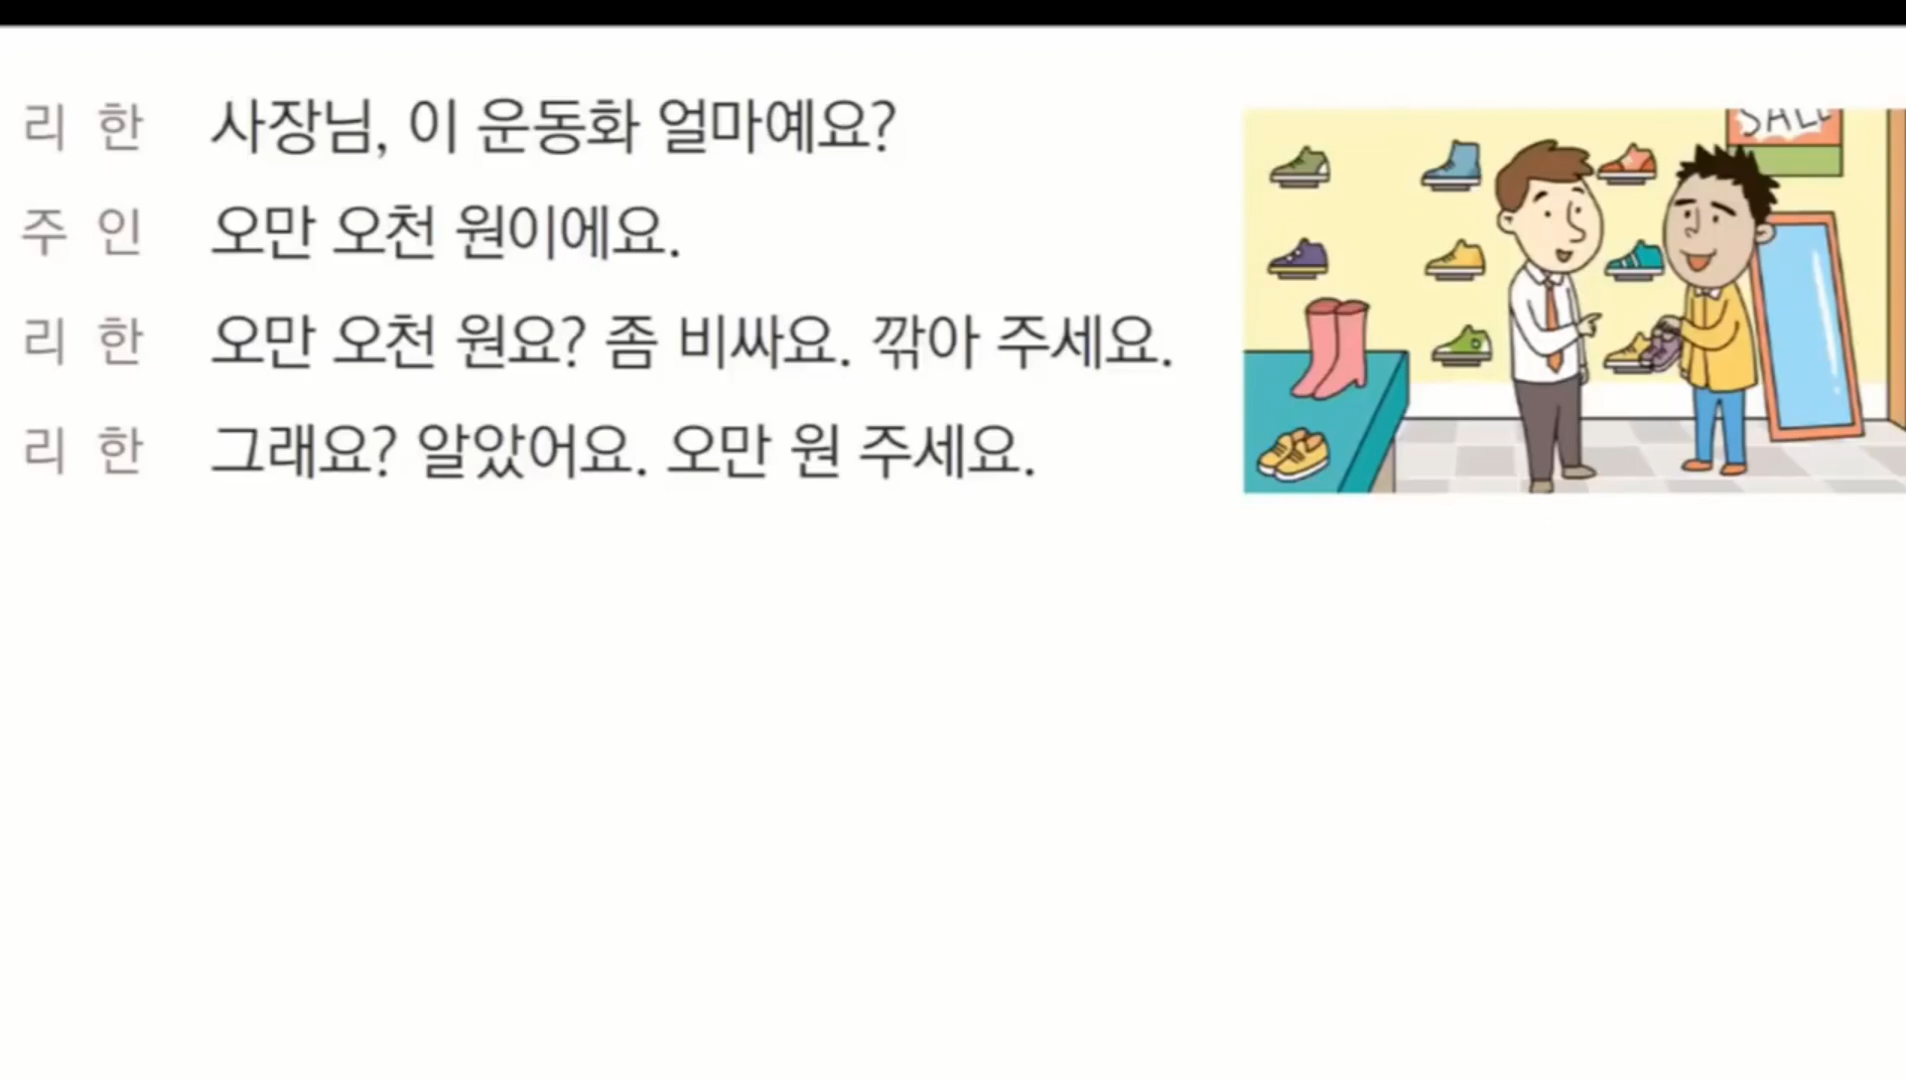 리 한 사장님, 이 운동화 얼마예요?
주 인 오만 오천 원이에요.
리 한 오만 오천 원요? 좀 비싸요. 깎아 주세요.
리 한 그래요? 알았어요. 오만 원 주세요.
SALE